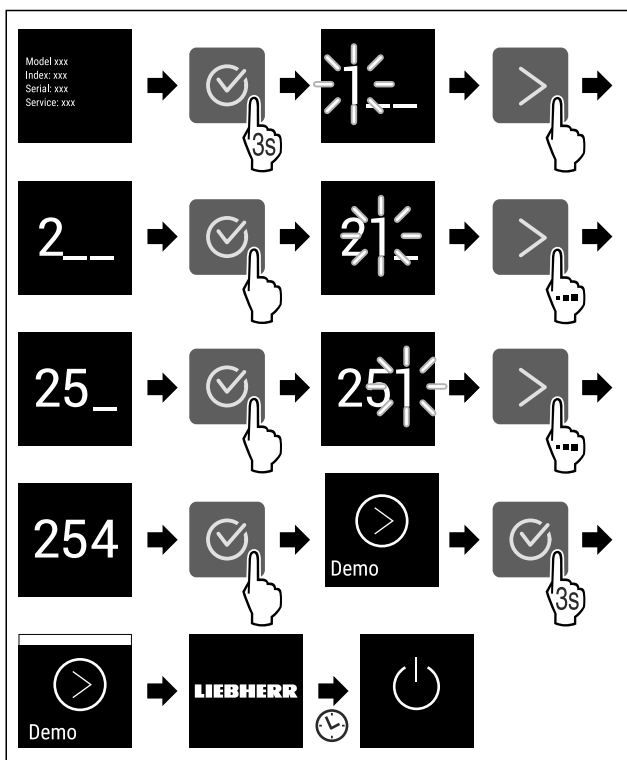 Model xxx
Index: xxx
Serial: xxx
Service: xxx
3s
1__
2__
21_
25_
251
254
Demo
3s
Demo
LIEBHERR